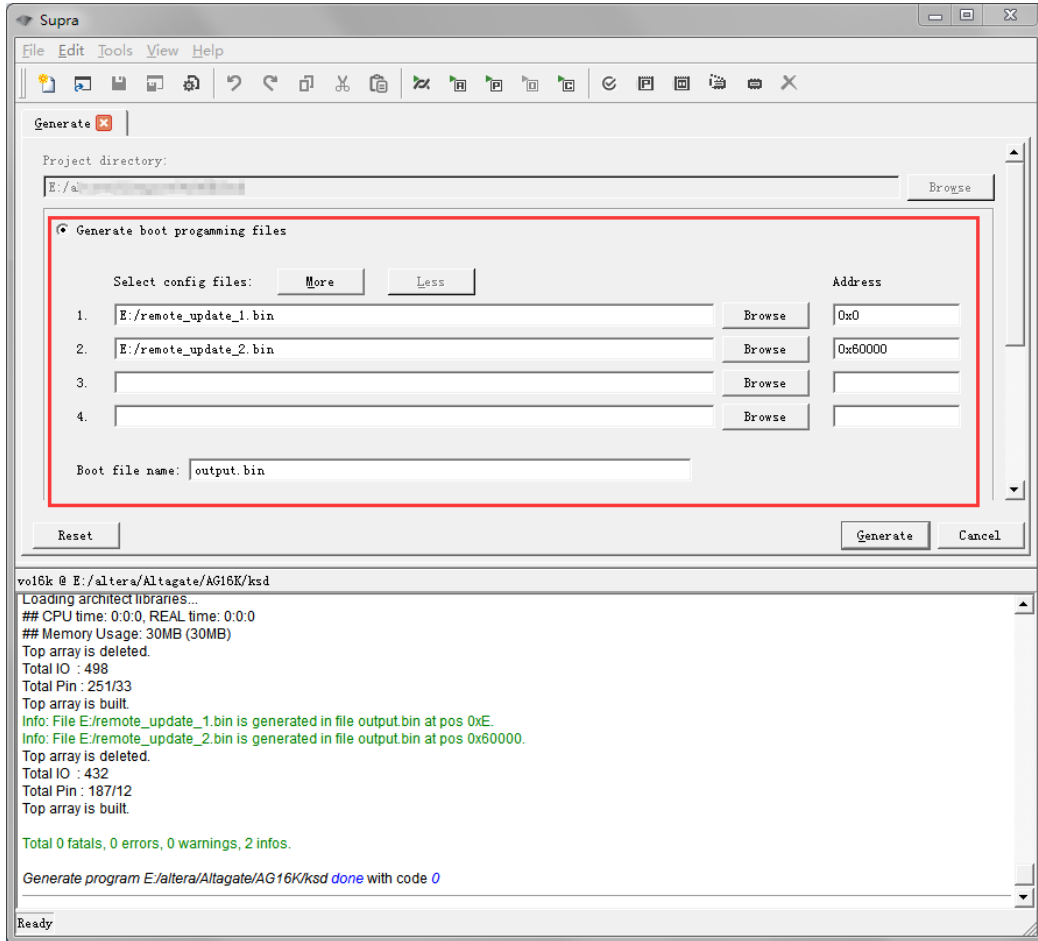 Supra
File Edit Tools View Help
Generate
Project directory:
E:/a
Browse
Generate boot progamming files
Select config files: More Less Address
1. E:/remote_update_1.bin Browse 0x0
2. E:/remote_update_2.bin Browse 0x60000
3. Browse
4. Browse
Boot file name: output.bin
Reset Generate Cancel
vo16k @ E:/altera/Altagate/AG16K/ksd
Loading architect libraries...
## CPU time: 0:0:0, REAL time: 0:0:0
## Memory Usage: 30MB (30MB)
Top array is deleted.
Total IO : 498
Total Pin : 251/33
Top array is built.
Info: File E:/remote_update_1.bin is generated in file output.bin at pos 0xE.
Info: File E:/remote_update_2.bin is generated in file output.bin at pos 0x60000.
Top array is deleted.
Total IO : 432
Total Pin : 187/12
Top array is built.
Total 0 fatals, 0 errors, 0 warnings, 2 infos.
Generate program E:/altera/Altagate/AG16K/ksd done with code 0
Ready